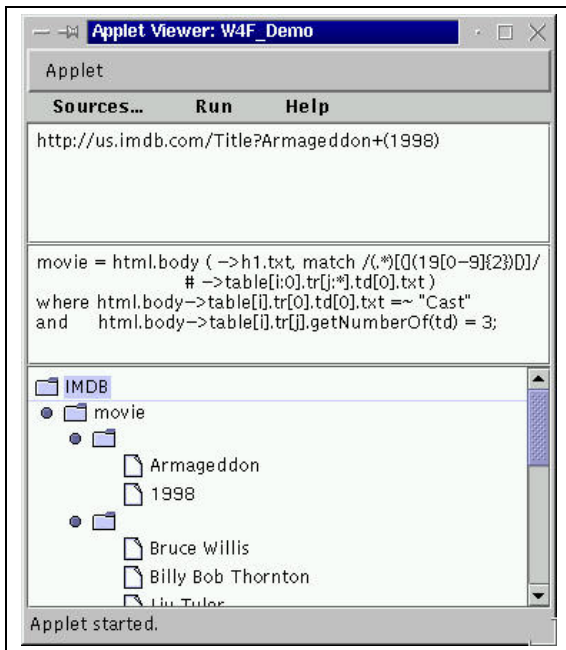 Applet Viewer: W4F_Demo
Applet
Sources... Run Help
http://us.imdb.com/Title?Armageddon+(1998)
movie = html.body ( ->h1.txt, match /(.*)[(](19[0-9]{2})[)]/
# ->table[i:0].tr[j:*].td[0].txt )
where html.body->table[i].tr[0].td[0].txt =~ "Cast"
and html.body->table[i].tr[j].getNumberOf(td) = 3;
IMDB
movie
Armageddon
1998
Bruce Willis
Billy Bob Thornton
Liv Tyler
Applet started.